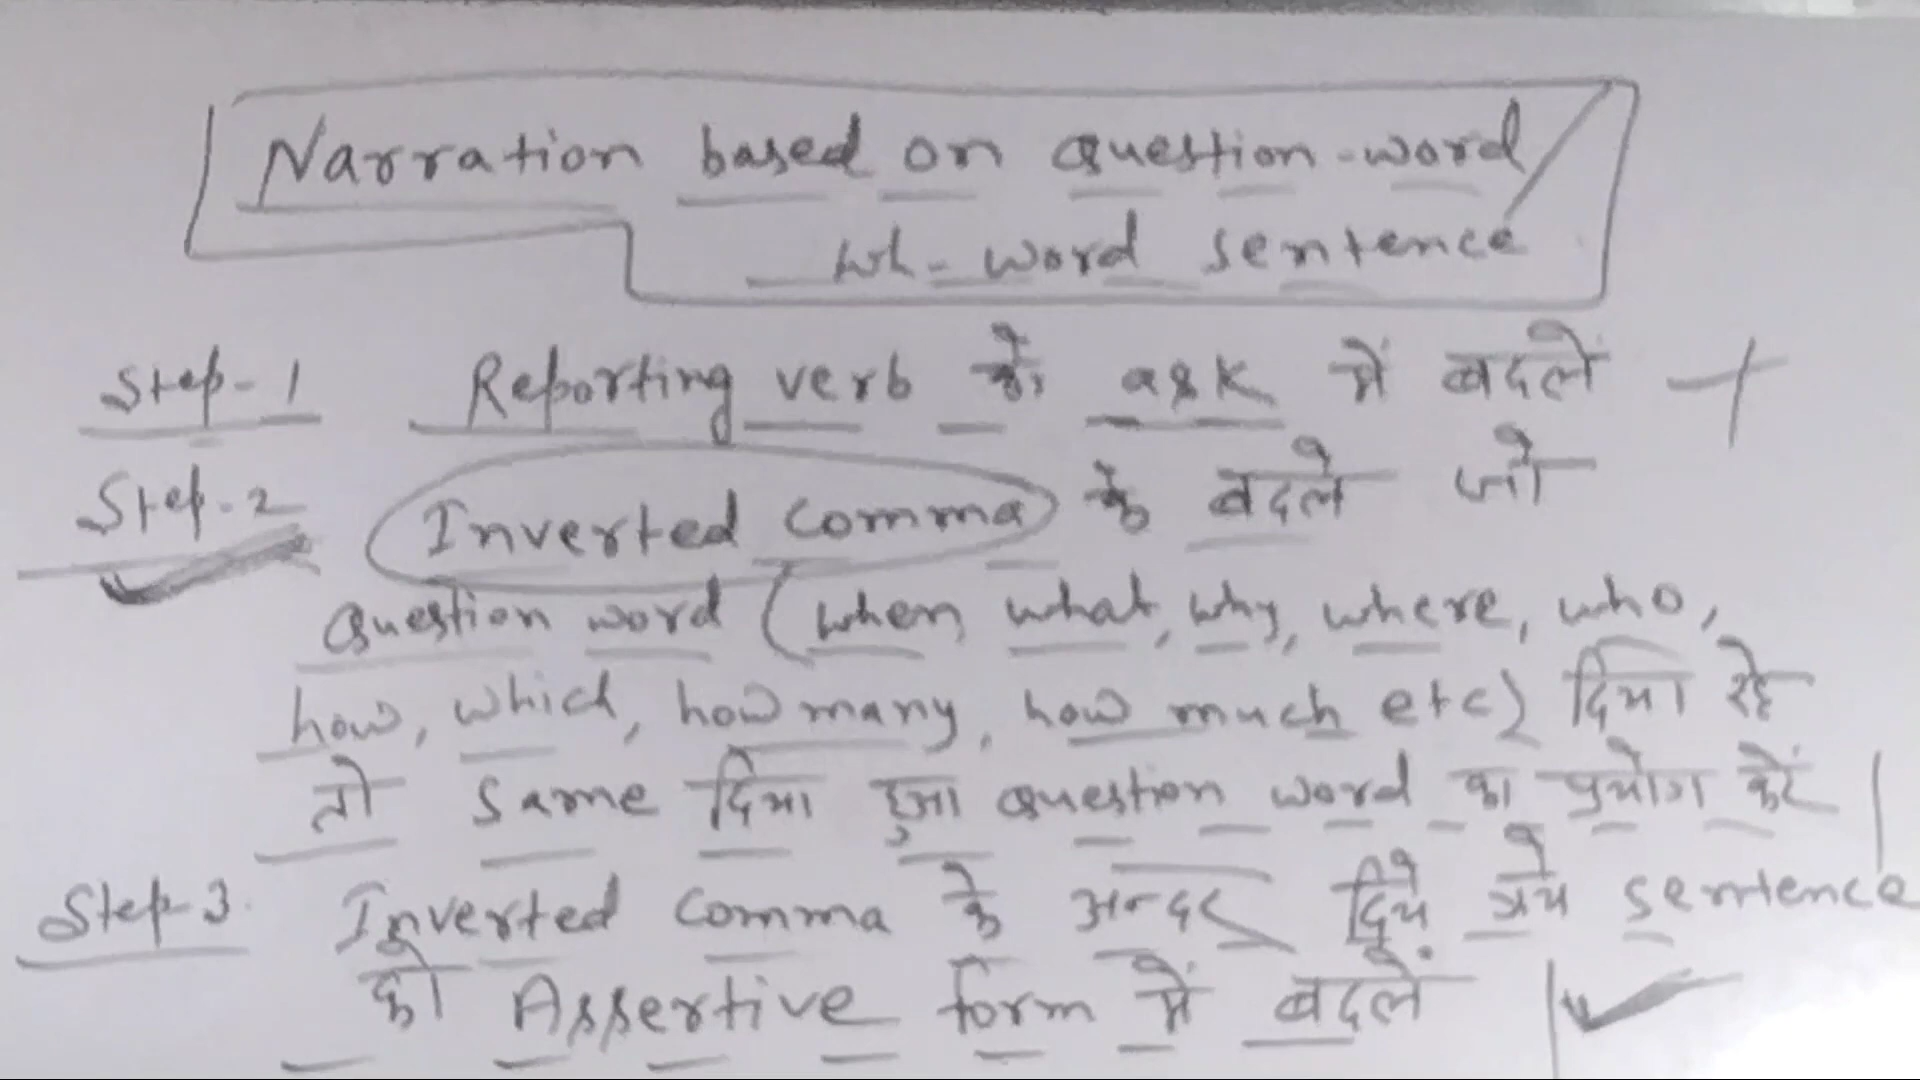 Narration based on question-word
wh-word sentence
Step-1 Reporting verb को ask में बदलें
Step-2 Inverted comma के बदले जो
question word (when, what, why, where, who,
how, which, how many, how much etc) दिया रहे
तो same दिया हुआ question word का प्रयोग करें
Step-3 Inverted comma के अन्दर दिये गये sentence
को Assertive form में बदलें